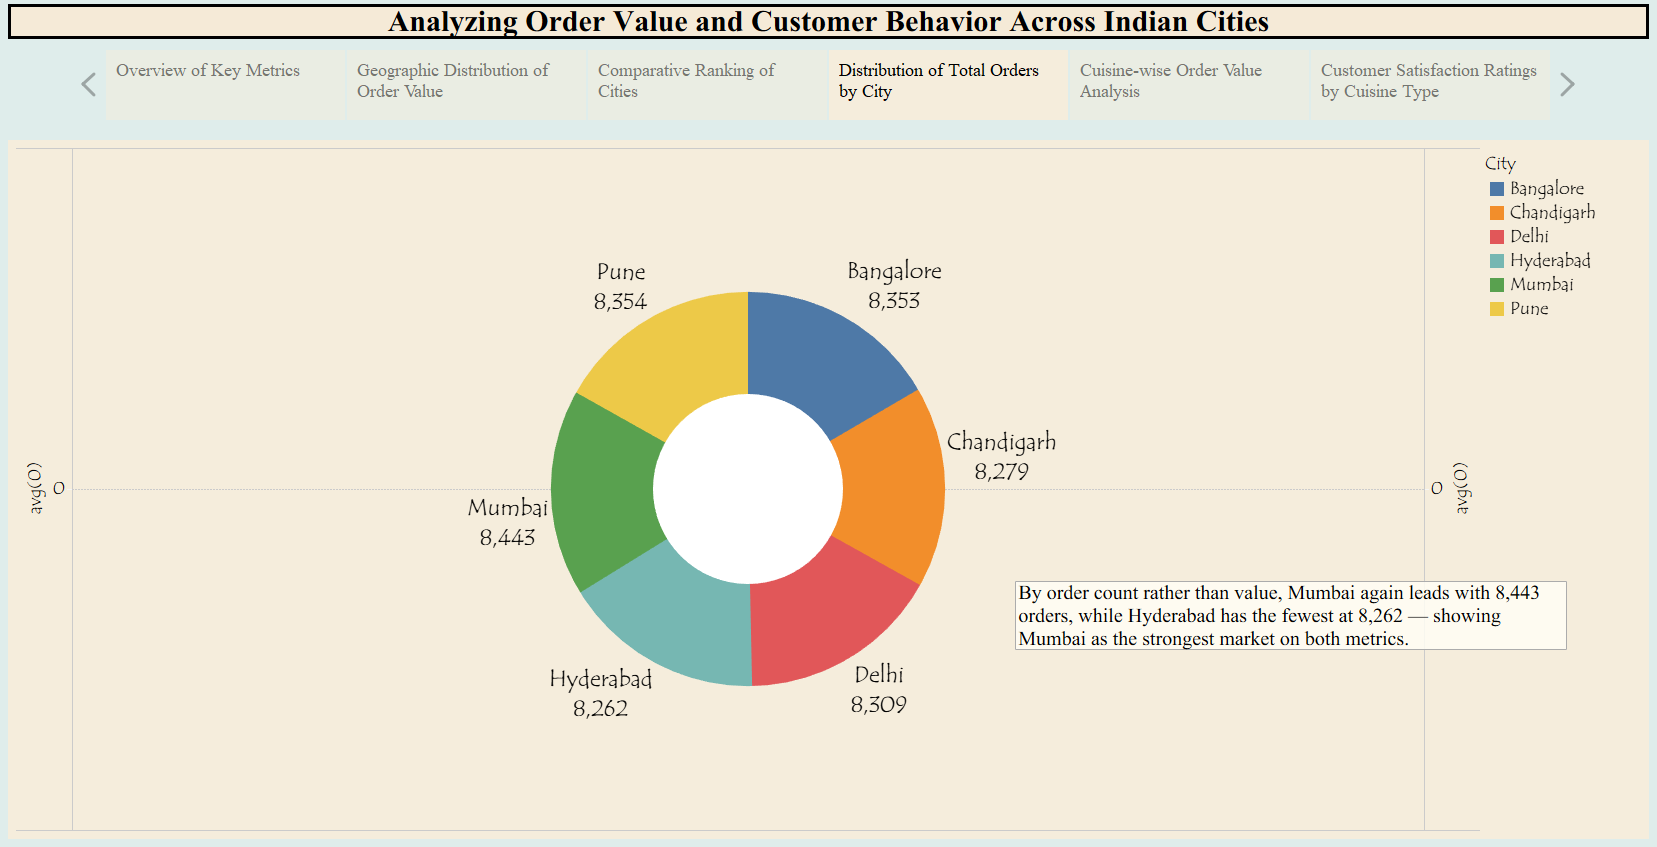 Analyzing Order Value and Customer Behavior Across Indian Cities
Overview of Key Metrics
Geographic Distribution of
Order Value
Comparative Ranking of
Cities
Distribution of Total Orders
by City
Cuisine-wise Order Value
Analysis
Customer Satisfaction Ratings
by Cuisine Type
City
Bangalore
Chandigarh
Delhi
Hyderabad
Mumbai
Pune
Pune
8,354
Bangalore
8,353
Chandigarh
8,279
Mumbai
8,443
Hyderabad
8,262
Delhi
8,309
avg(0)
0
0
avg(0)
By order count rather than value, Mumbai again leads with 8,443
orders, while Hyderabad has the fewest at 8,262 — showing
Mumbai as the strongest market on both metrics.